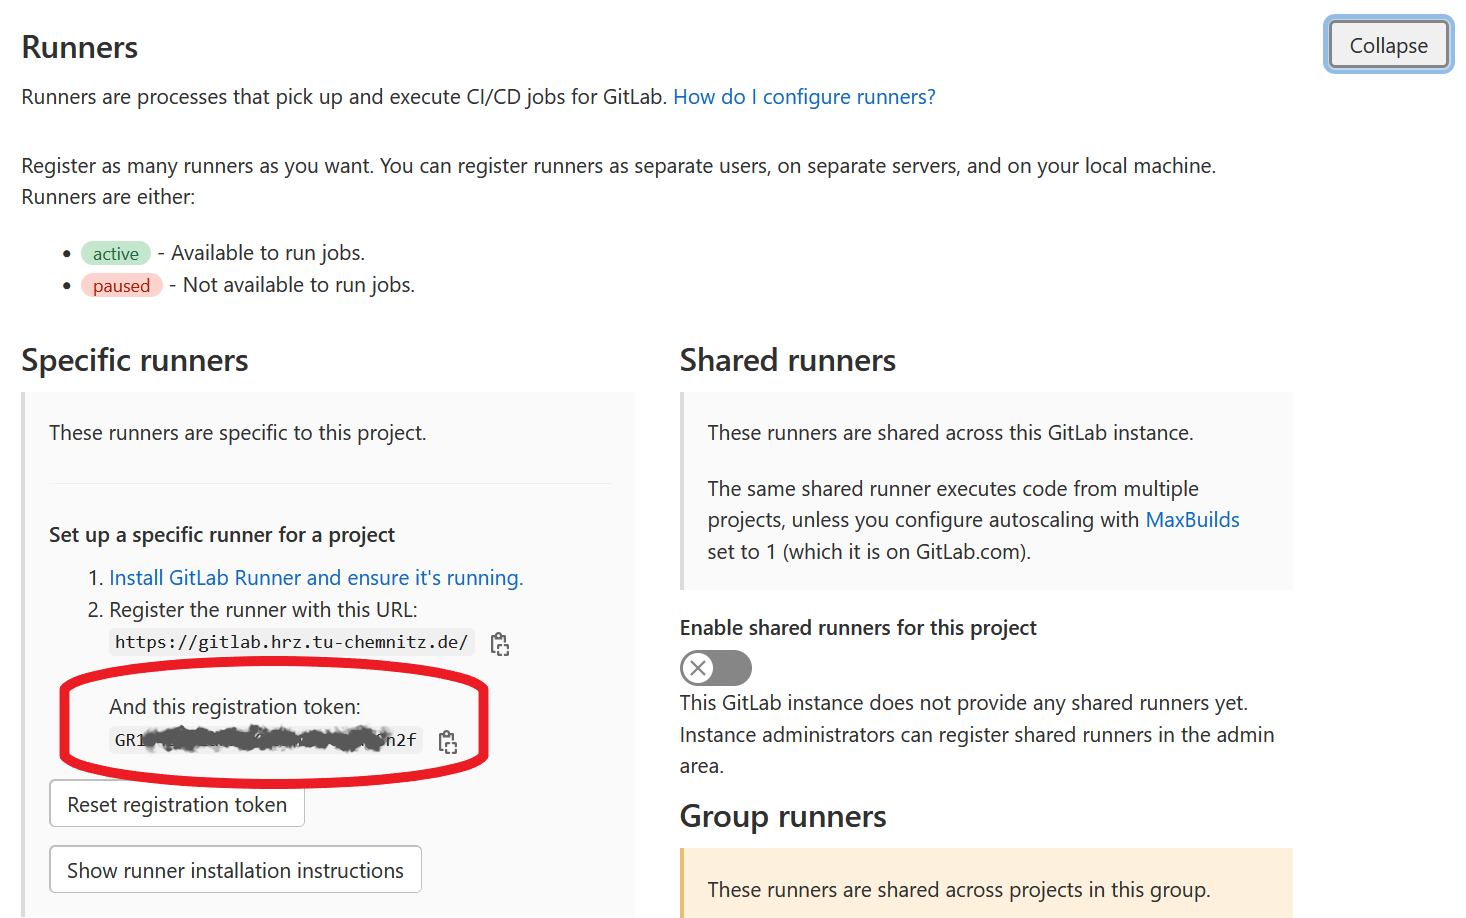 Runners
Collapse
Runners are processes that pick up and execute CI/CD jobs for GitLab. How do I configure runners?
Register as many runners as you want. You can register runners as separate users, on separate servers, and on your local machine.
Runners are either:
• active - Available to run jobs.
• paused - Not available to run jobs.
Specific runners
These runners are specific to this project.
Set up a specific runner for a project
1. Install GitLab Runner and ensure it's running.
2. Register the runner with this URL:
https://gitlab.hrz.tu-chemnitz.de/
And this registration token:
Reset registration token
Show runner installation instructions
Shared runners
These runners are shared across this GitLab instance.
The same shared runner executes code from multiple
projects, unless you configure autoscaling with MaxBuilds
set to 1 (which it is on GitLab.com).
Enable shared runners for this project
This GitLab instance does not provide any shared runners yet.
Instance administrators can register shared runners in the admin
area.
Group runners
These runners are shared across projects in this group.